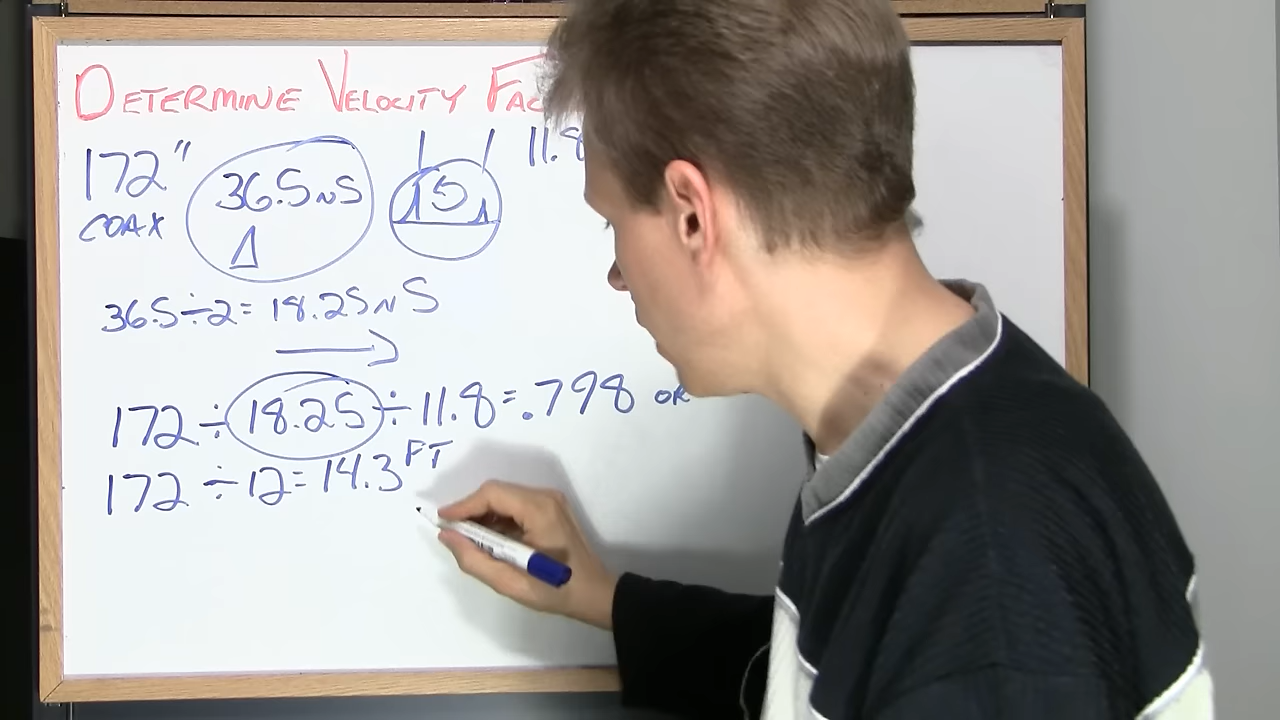 DETERMINE VELOCITY FAC
172" 36.5NS 15 11.8
COAX Δ
36.5÷2= 18.25NS
172÷18.25÷11.8=.798 OR
172÷12=14.3FT